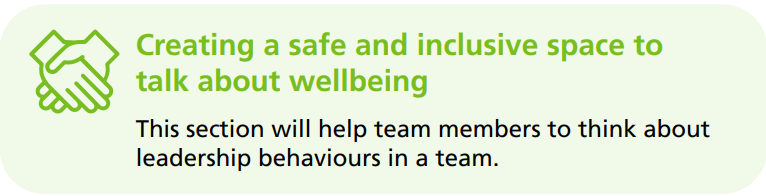 Creating a safe and inclusive space to
talk about wellbeing
This section will help team members to think about
leadership behaviours in a team.